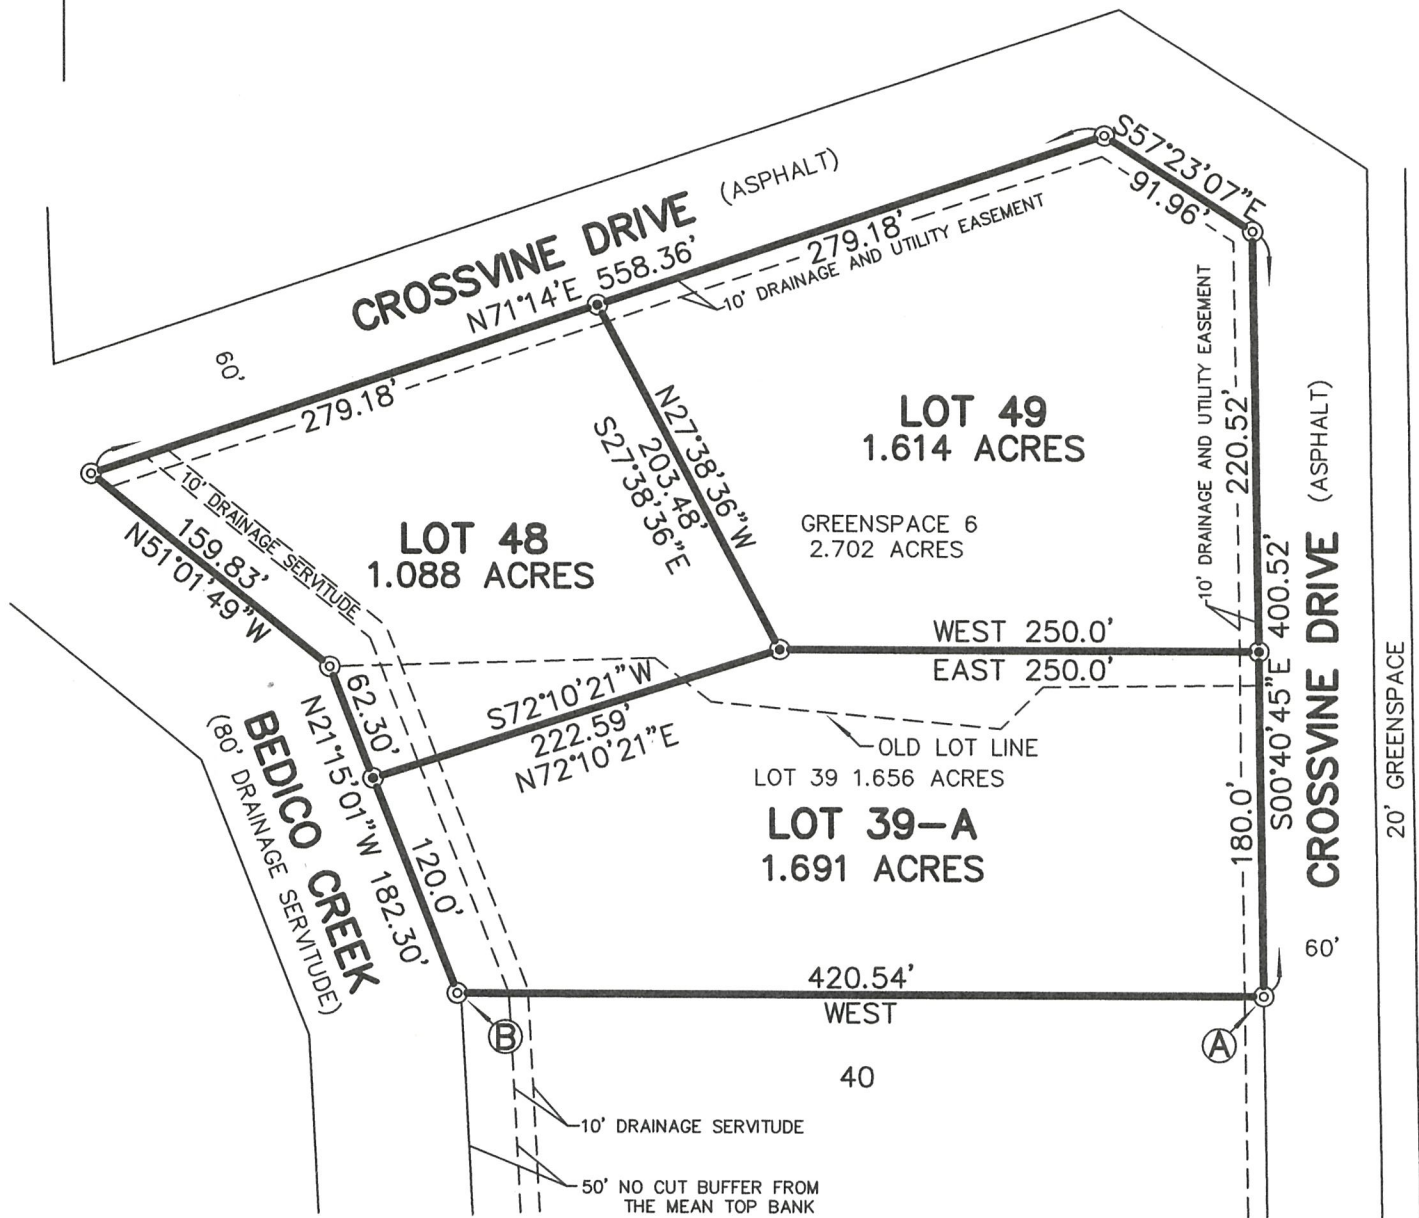 S57°23'07"E
91.96'
CROSSVINE DRIVE (ASPHALT)
N71°14'E 558.36'
279.18'
10' DRAINAGE AND UTILITY EASEMENT
60'
279.18'
LOT 49
1.614 ACRES
GREENSPACE 6
2.702 ACRES
N27°38'36"W
203.48'
S27°38'36"E
10' DRAINAGE AND UTILITY EASEMENT
220.52'
10' DRAINAGE SERVITUDE
159.83'
N51°01'49"W
LOT 48
1.088 ACRES
WEST 250.0'
EAST 250.0'
S00°40'45"E 400.52'
CROSSVINE DRIVE (ASPHALT)
20' GREENSPACE
62.30'
N21°15'01"W 182.30'
S72°10'21"W
222.59'
N72°10'21"E
OLD LOT LINE
LOT 39 1.656 ACRES
LOT 39-A
1.691 ACRES
180.0'
BEDICO CREEK
(80' DRAINAGE SERVITUDE)
120.0'
60'
420.54'
WEST
B
A
40
10' DRAINAGE SERVITUDE
50' NO CUT BUFFER FROM
THE MEAN TOP BANK